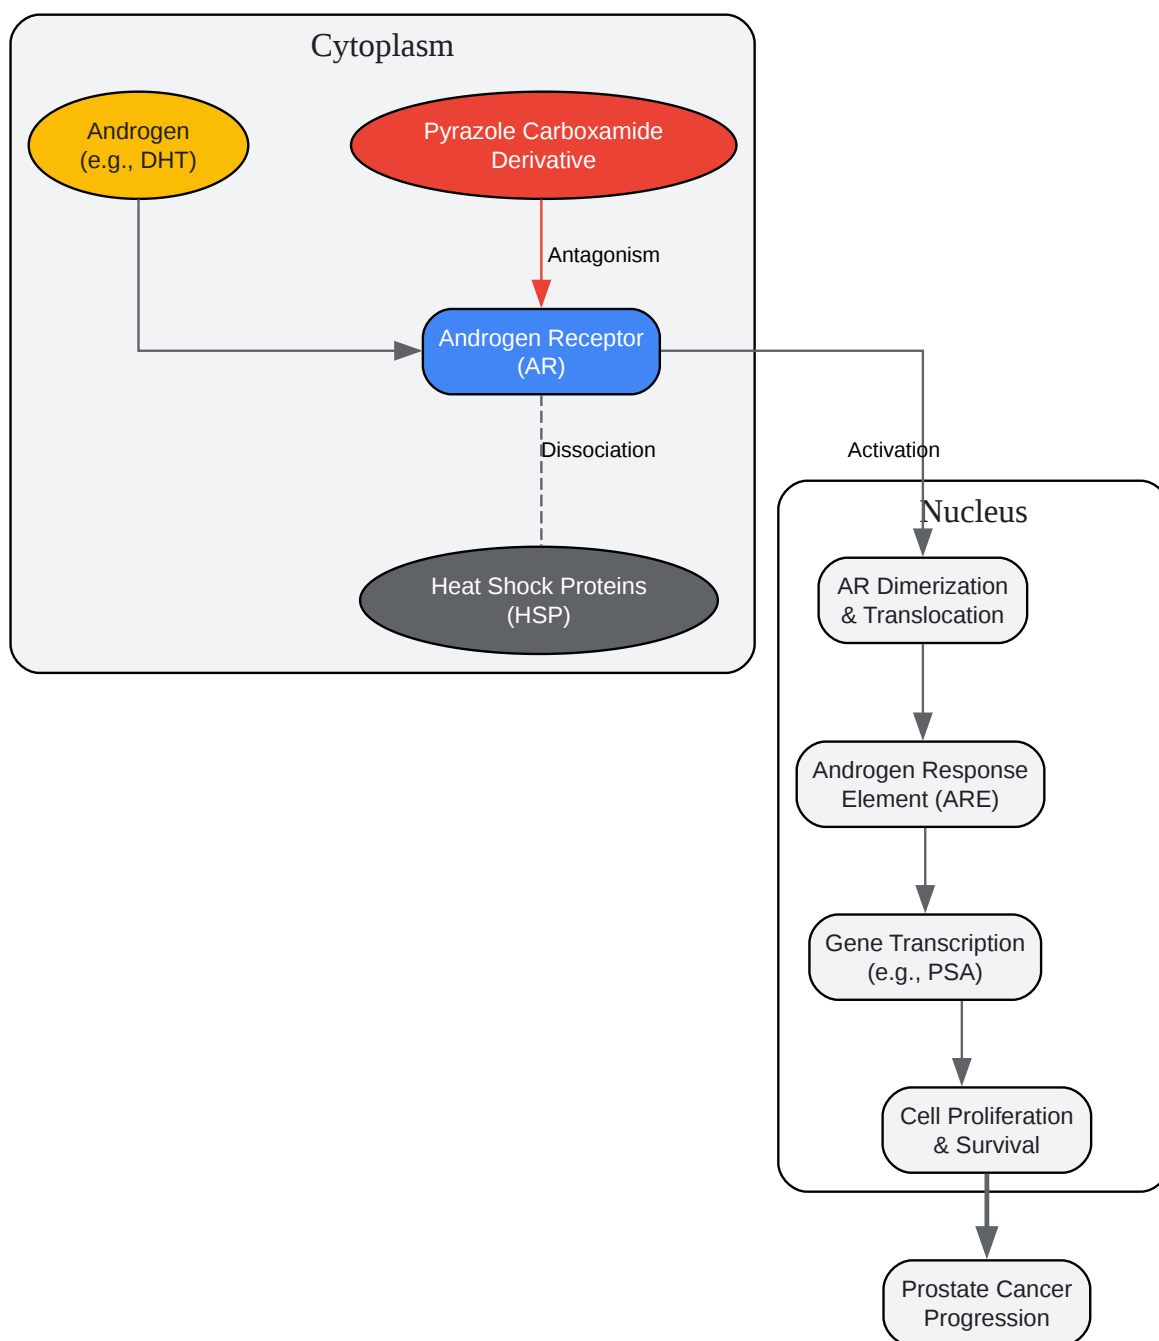 Cytoplasm
Androgen
(e.g., DHT)
Pyrazole Carboxamide
Derivative
Antagonism
Androgen Receptor
(AR)
Dissociation
Activation
Heat Shock Proteins
(HSP)
Nucleus
AR Dimerization
& Translocation
Androgen Response
Element (ARE)
Gene Transcription
(e.g., PSA)
Cell Proliferation
& Survival
Prostate Cancer
Progression